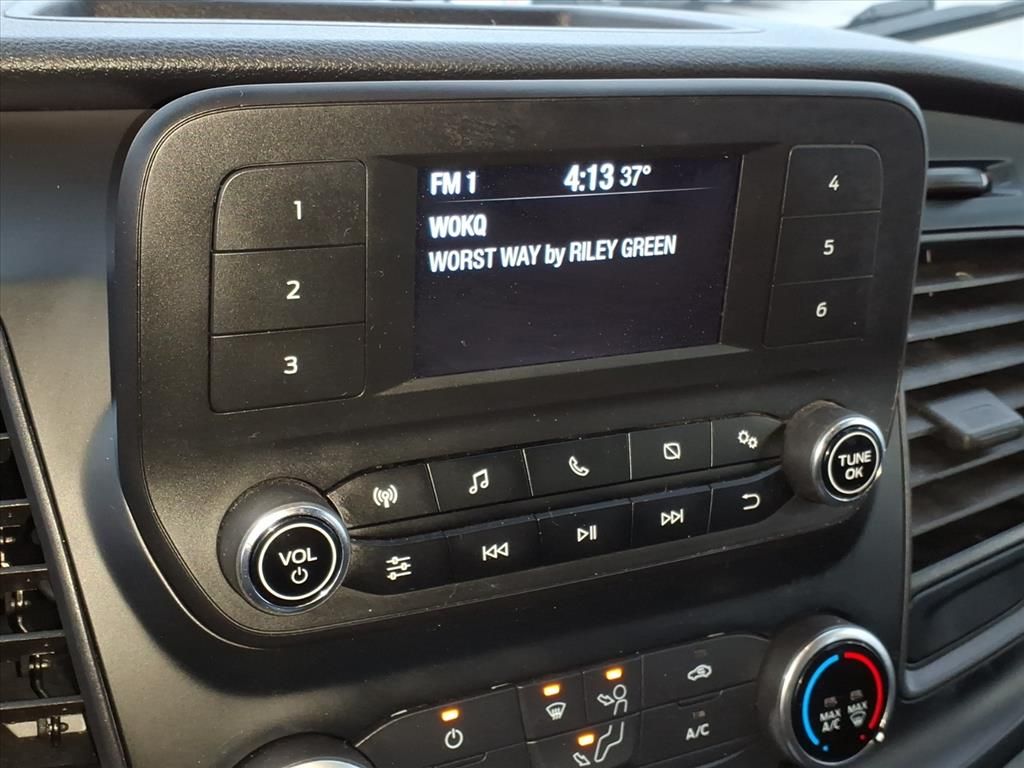 FM 1 4:13 37°
WOKQ
WORST WAY by RILEY GREEN
1
2
3
4
5
6
VOL
TUNE
OK
A/C
MAX
A/C
MAX